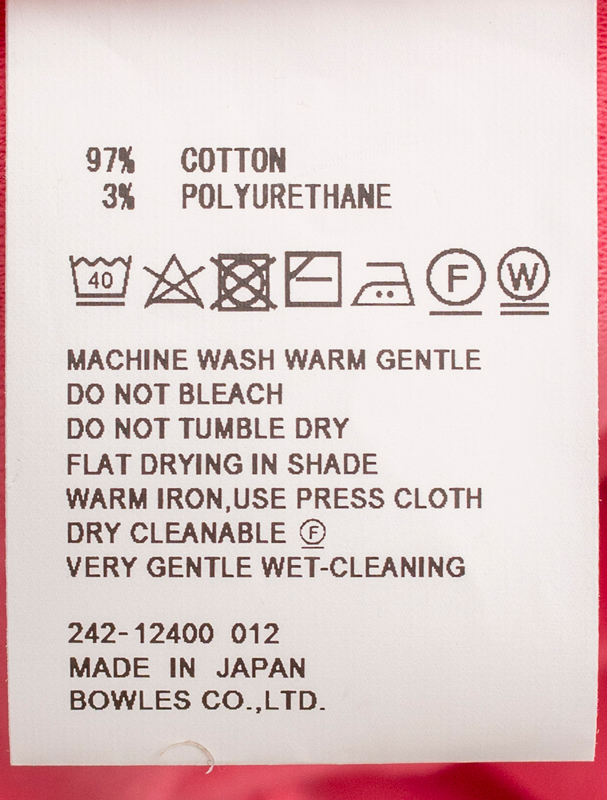 97% COTTON
3% POLYURETHANE
40 F W
MACHINE WASH WARM GENTLE
DO NOT BLEACH
DO NOT TUMBLE DRY
FLAT DRYING IN SHADE
WARM IRON,USE PRESS CLOTH
DRY CLEANABLE Ⓕ
VERY GENTLE WET-CLEANING
242-12400 012
MADE IN JAPAN
BOWLES CO.,LTD.